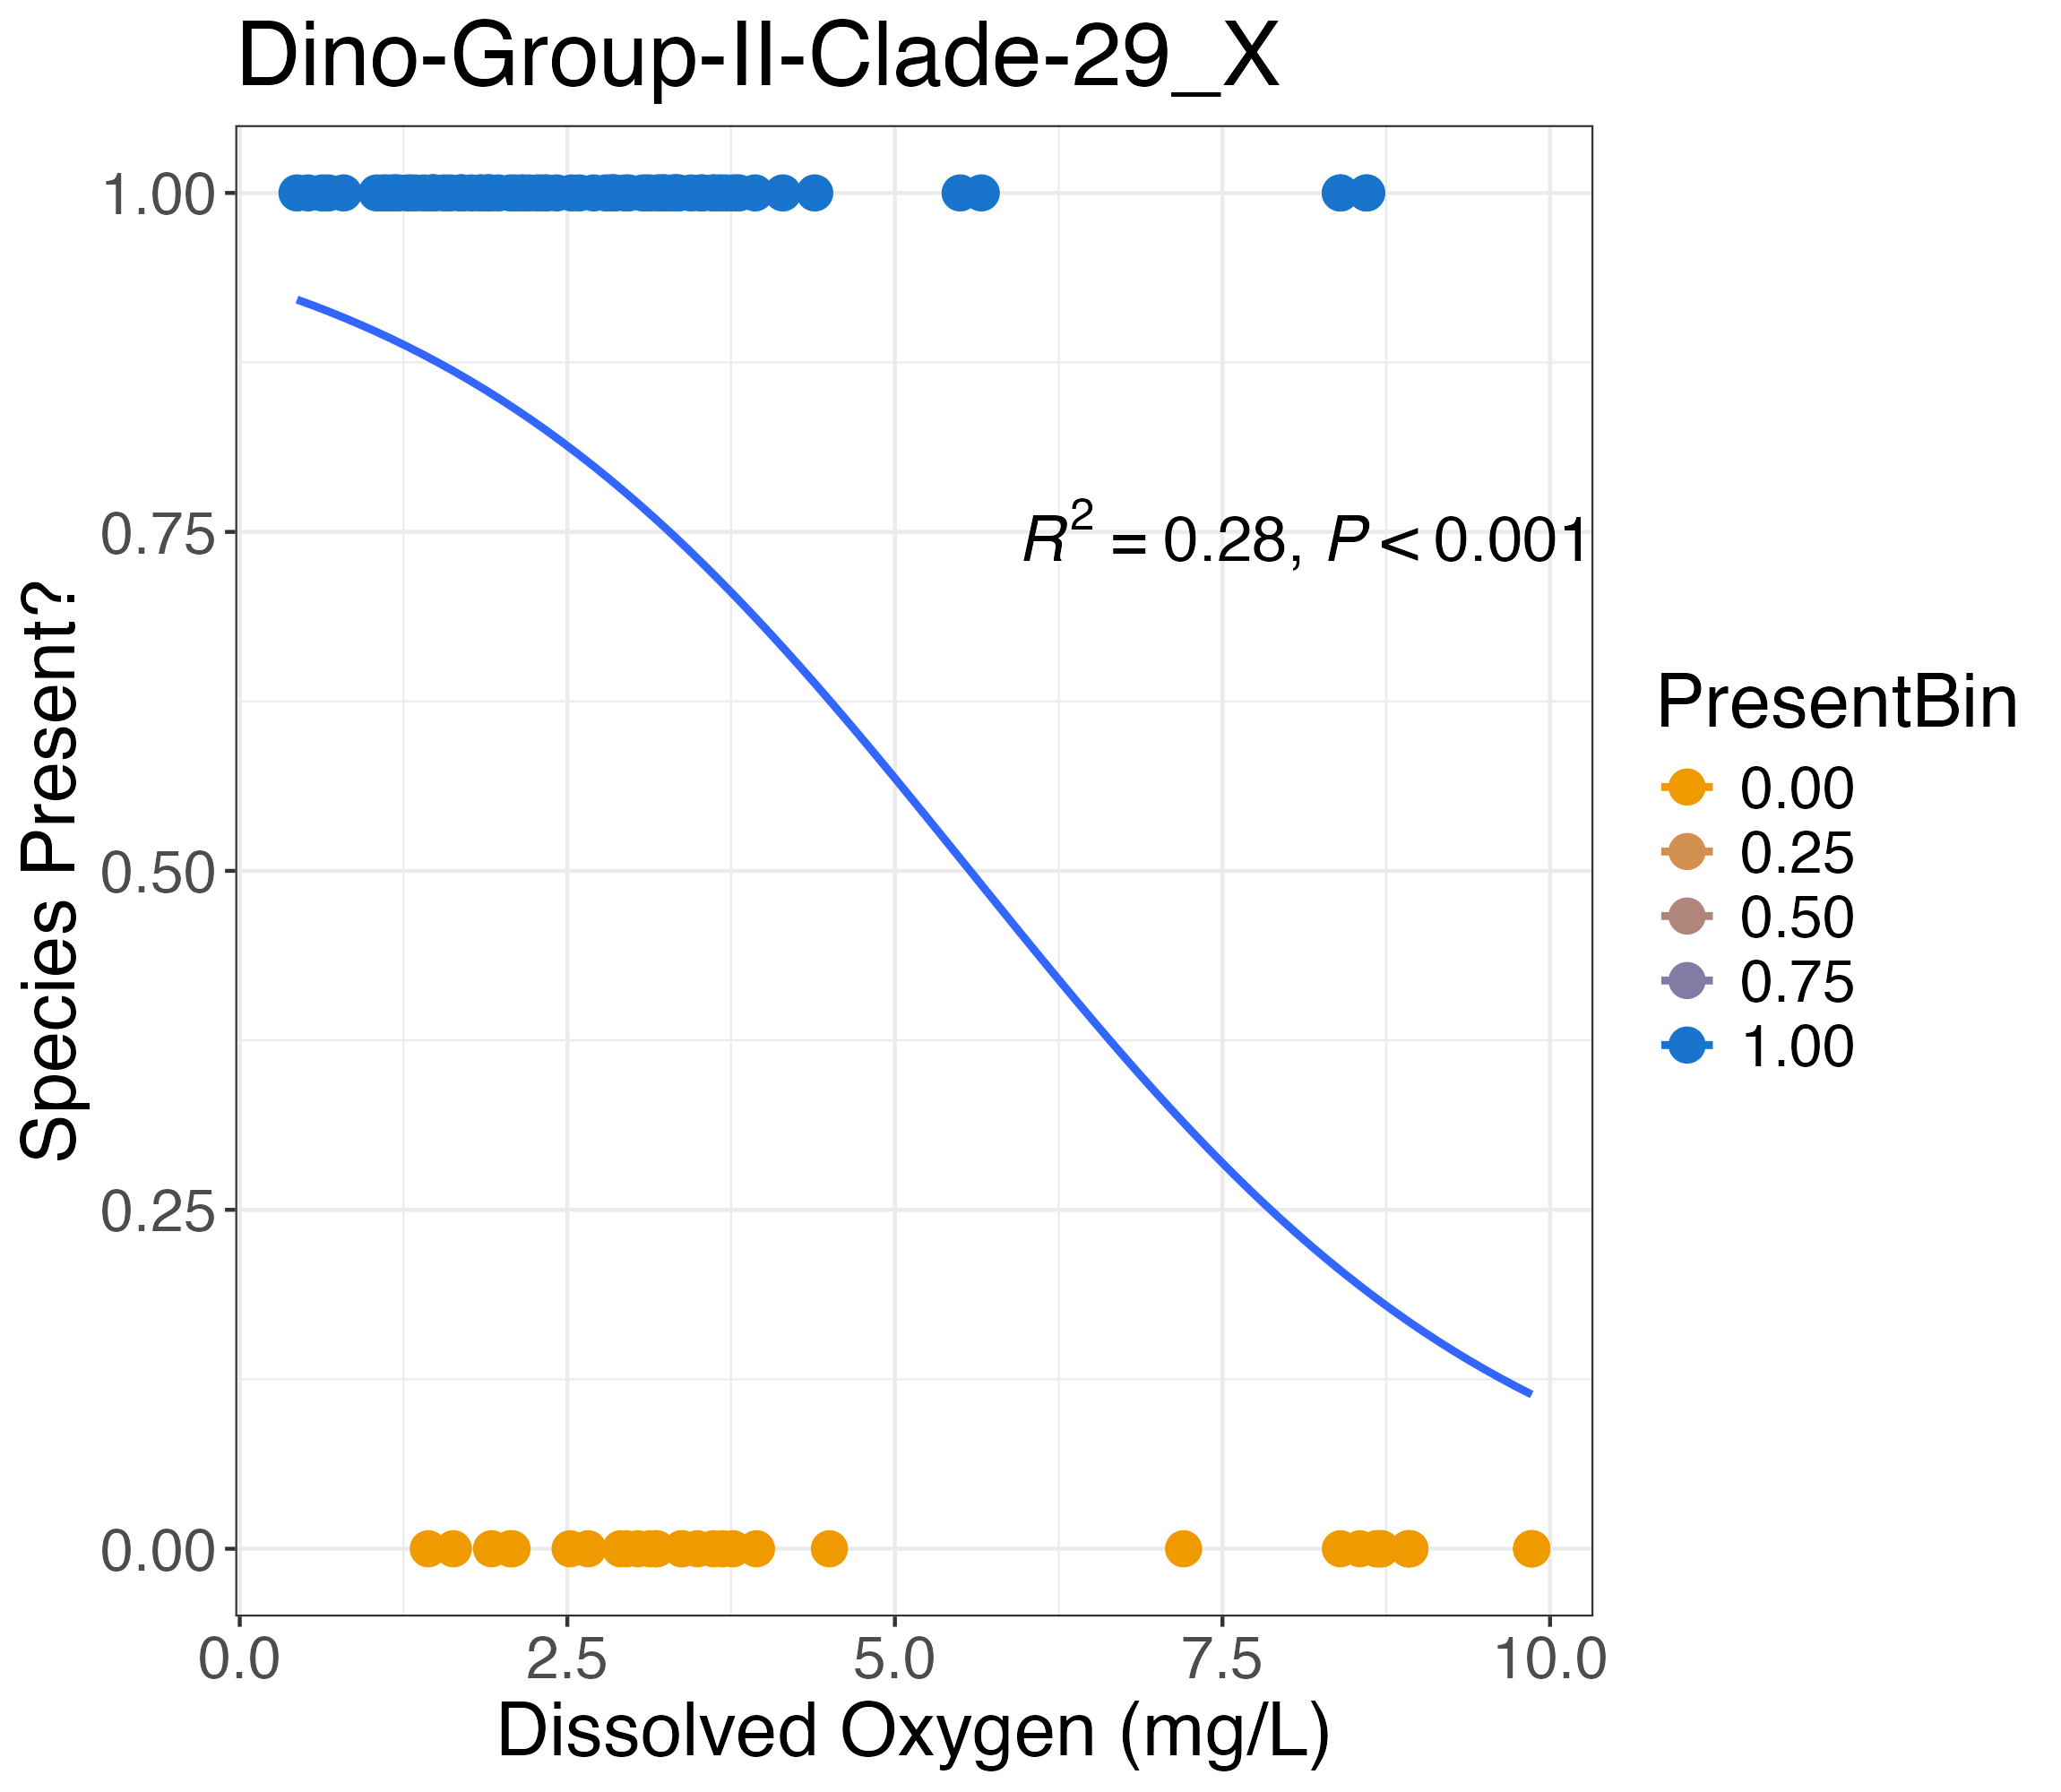 Dino-Group-II-Clade-29_X
1.00
0.75
0.50
0.25
0.00
Species Present?
R² = 0.28, P < 0.001
0.0 2.5 5.0 7.5 10.0
Dissolved Oxygen (mg/L)
PresentBin
0.00
0.25
0.50
0.75
1.00